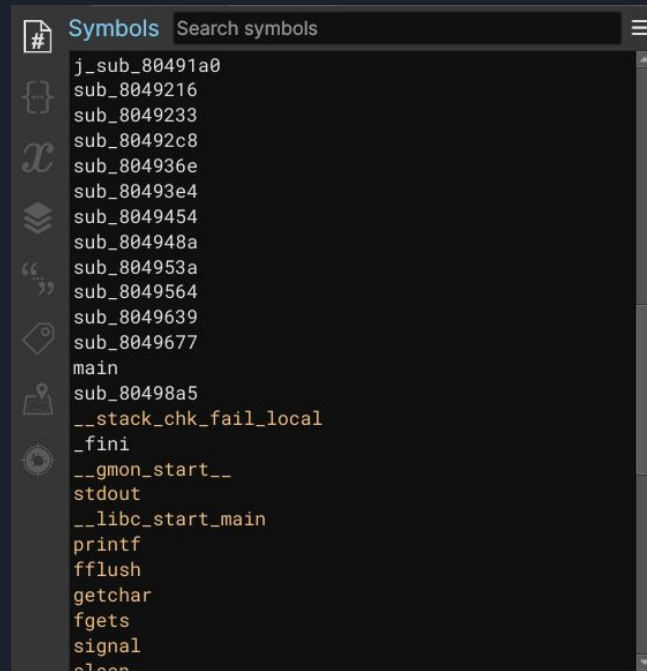 Symbols Search symbols
j_sub_80491a0
sub_8049216
sub_8049233
sub_80492c8
sub_804936e
sub_80493e4
sub_8049454
sub_804948a
sub_804953a
sub_8049564
sub_8049639
sub_8049677
main
sub_80498a5
__stack_chk_fail_local
_fini
__gmon_start__
stdout
__libc_start_main
printf
fflush
getchar
fgets
signal
sleep